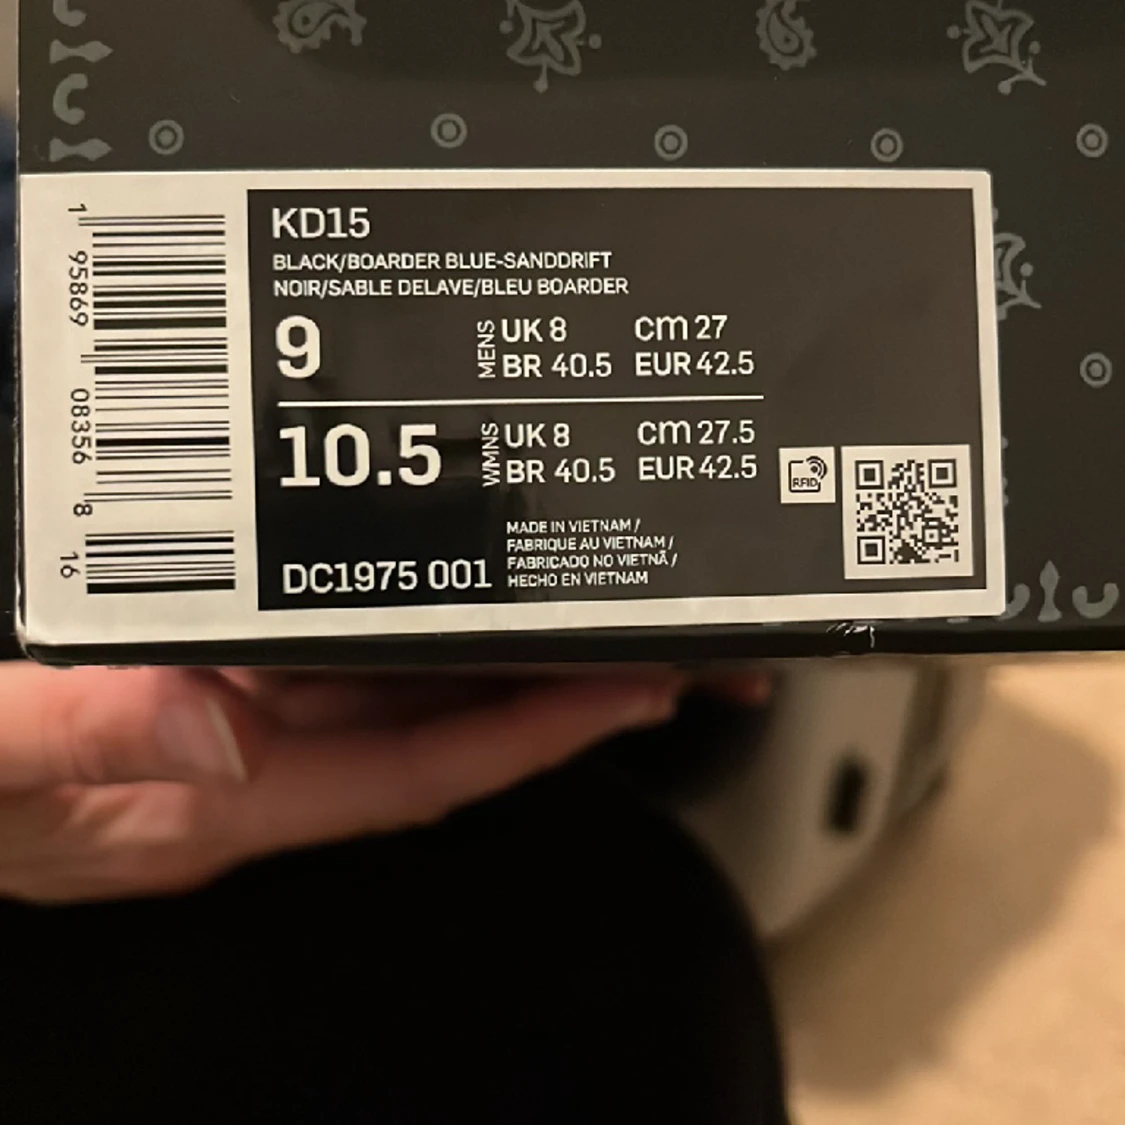 KD15
BLACK/BOARDER BLUE-SANDDRIFT
NOIR/SABLE DELAVE/BLEU BOARDER
9 MENS UK 8 cm 27
BR 40.5 EUR 42.5
10.5 WMNS UK 8 cm 27.5
BR 40.5 EUR 42.5
RFID
MADE IN VIETNAM /
FABRIQUE AU VIETNAM /
FABRICADO NO VIETNÃ /
DC1975 001 HECHO EN VIETNAM
1 95869 08356 8 16